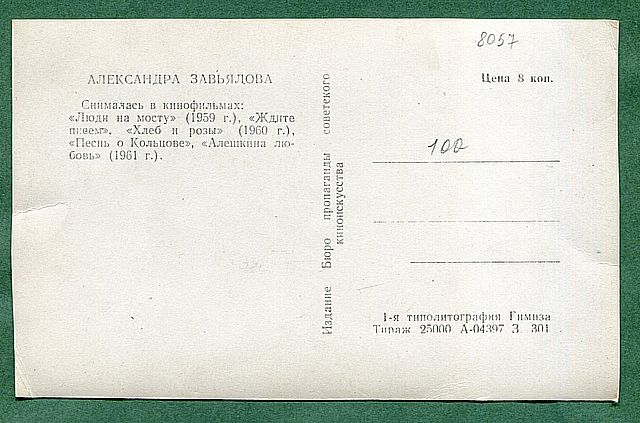 АЛЕКСАНДРА ЗАВЬЯЛОВА
Снималась в кинофильмах:
«Люди на мосту» (1959 г.), «Ждите
писем», «Хлеб и розы» (1960 г.),
«Песнь о Кольцове», «Алешкина лю-
бовь» (1961 г.).
Издание Бюро пропаганды советского
киноискусства
8057
Цена 8 коп.
100
1-я типолитография Гимиза
Тираж 25000 А-04397 З. 301